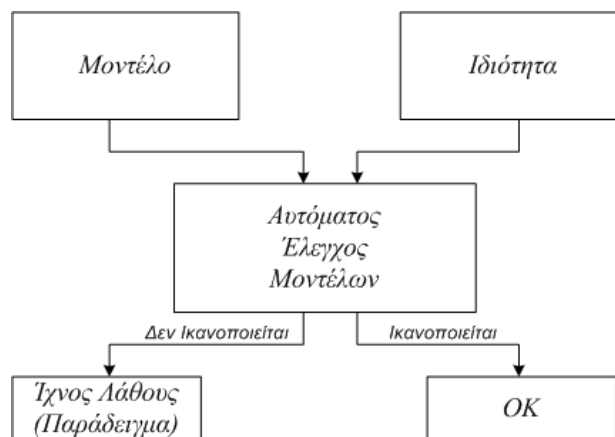 Μοντέλο
Ιδιότητα
Αυτόματος
Έλεγχος
Μοντέλων
Δεν Ικανοποιείται
Ικανοποιείται
Ίχνος Λάθους
(Παράδειγμα)
OK